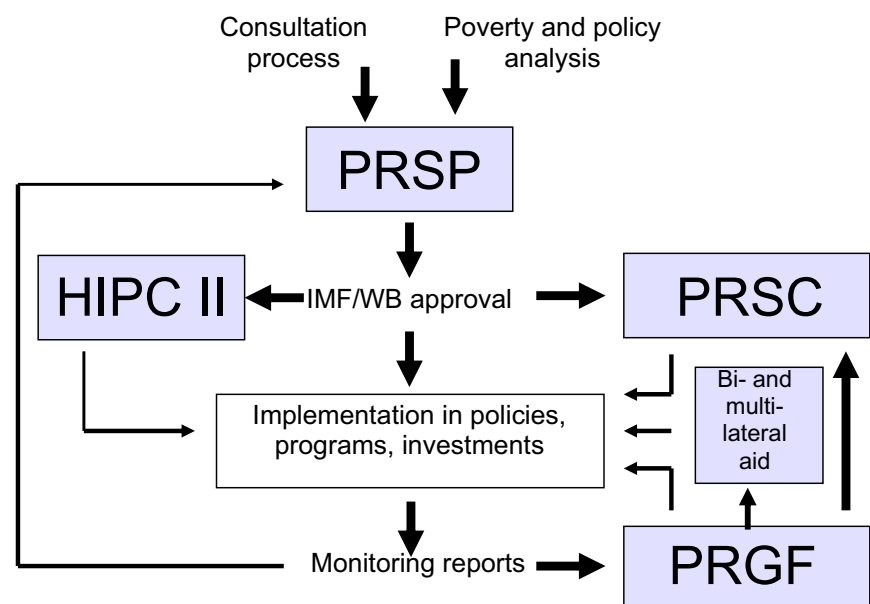 Consultation
process
Poverty and policy
analysis
PRSP
HIPC II
IMF/WB approval
PRSC
Implementation in policies,
programs, investments
Bi- and
multi-
lateral
aid
Monitoring reports
PRGF